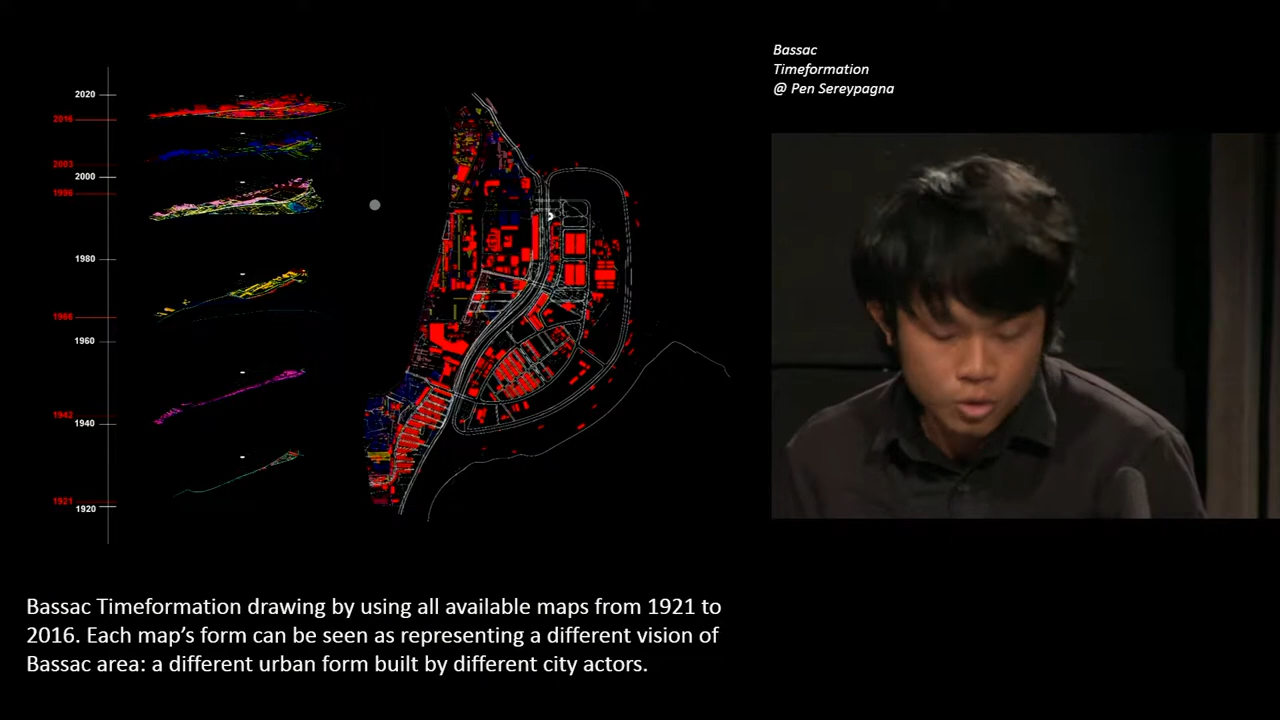 Bassac
Timeformation
@ Pen Sereypagna
2020
2016
2003
2000
1996
1980
1966
1960
1942
1940
1921
1920
Bassac Timeformation drawing by using all available maps from 1921 to
2016. Each map's form can be seen as representing a different vision of
Bassac area: a different urban form built by different city actors.